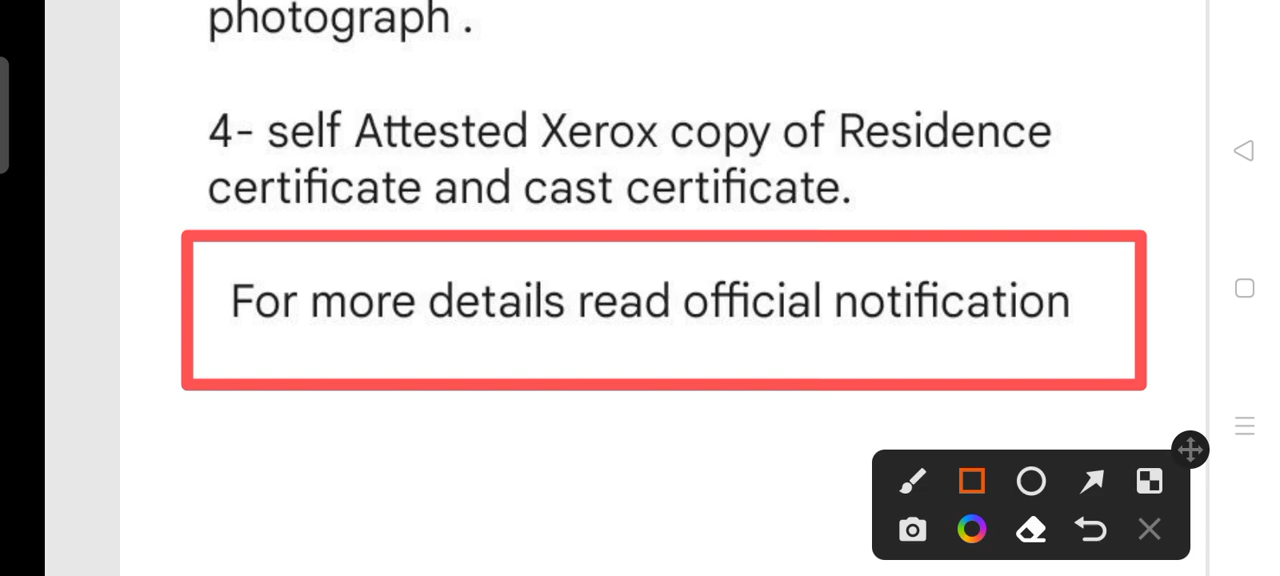 photograph .
4- self Attested Xerox copy of Residence
certificate and cast certificate.
For more details read official notification